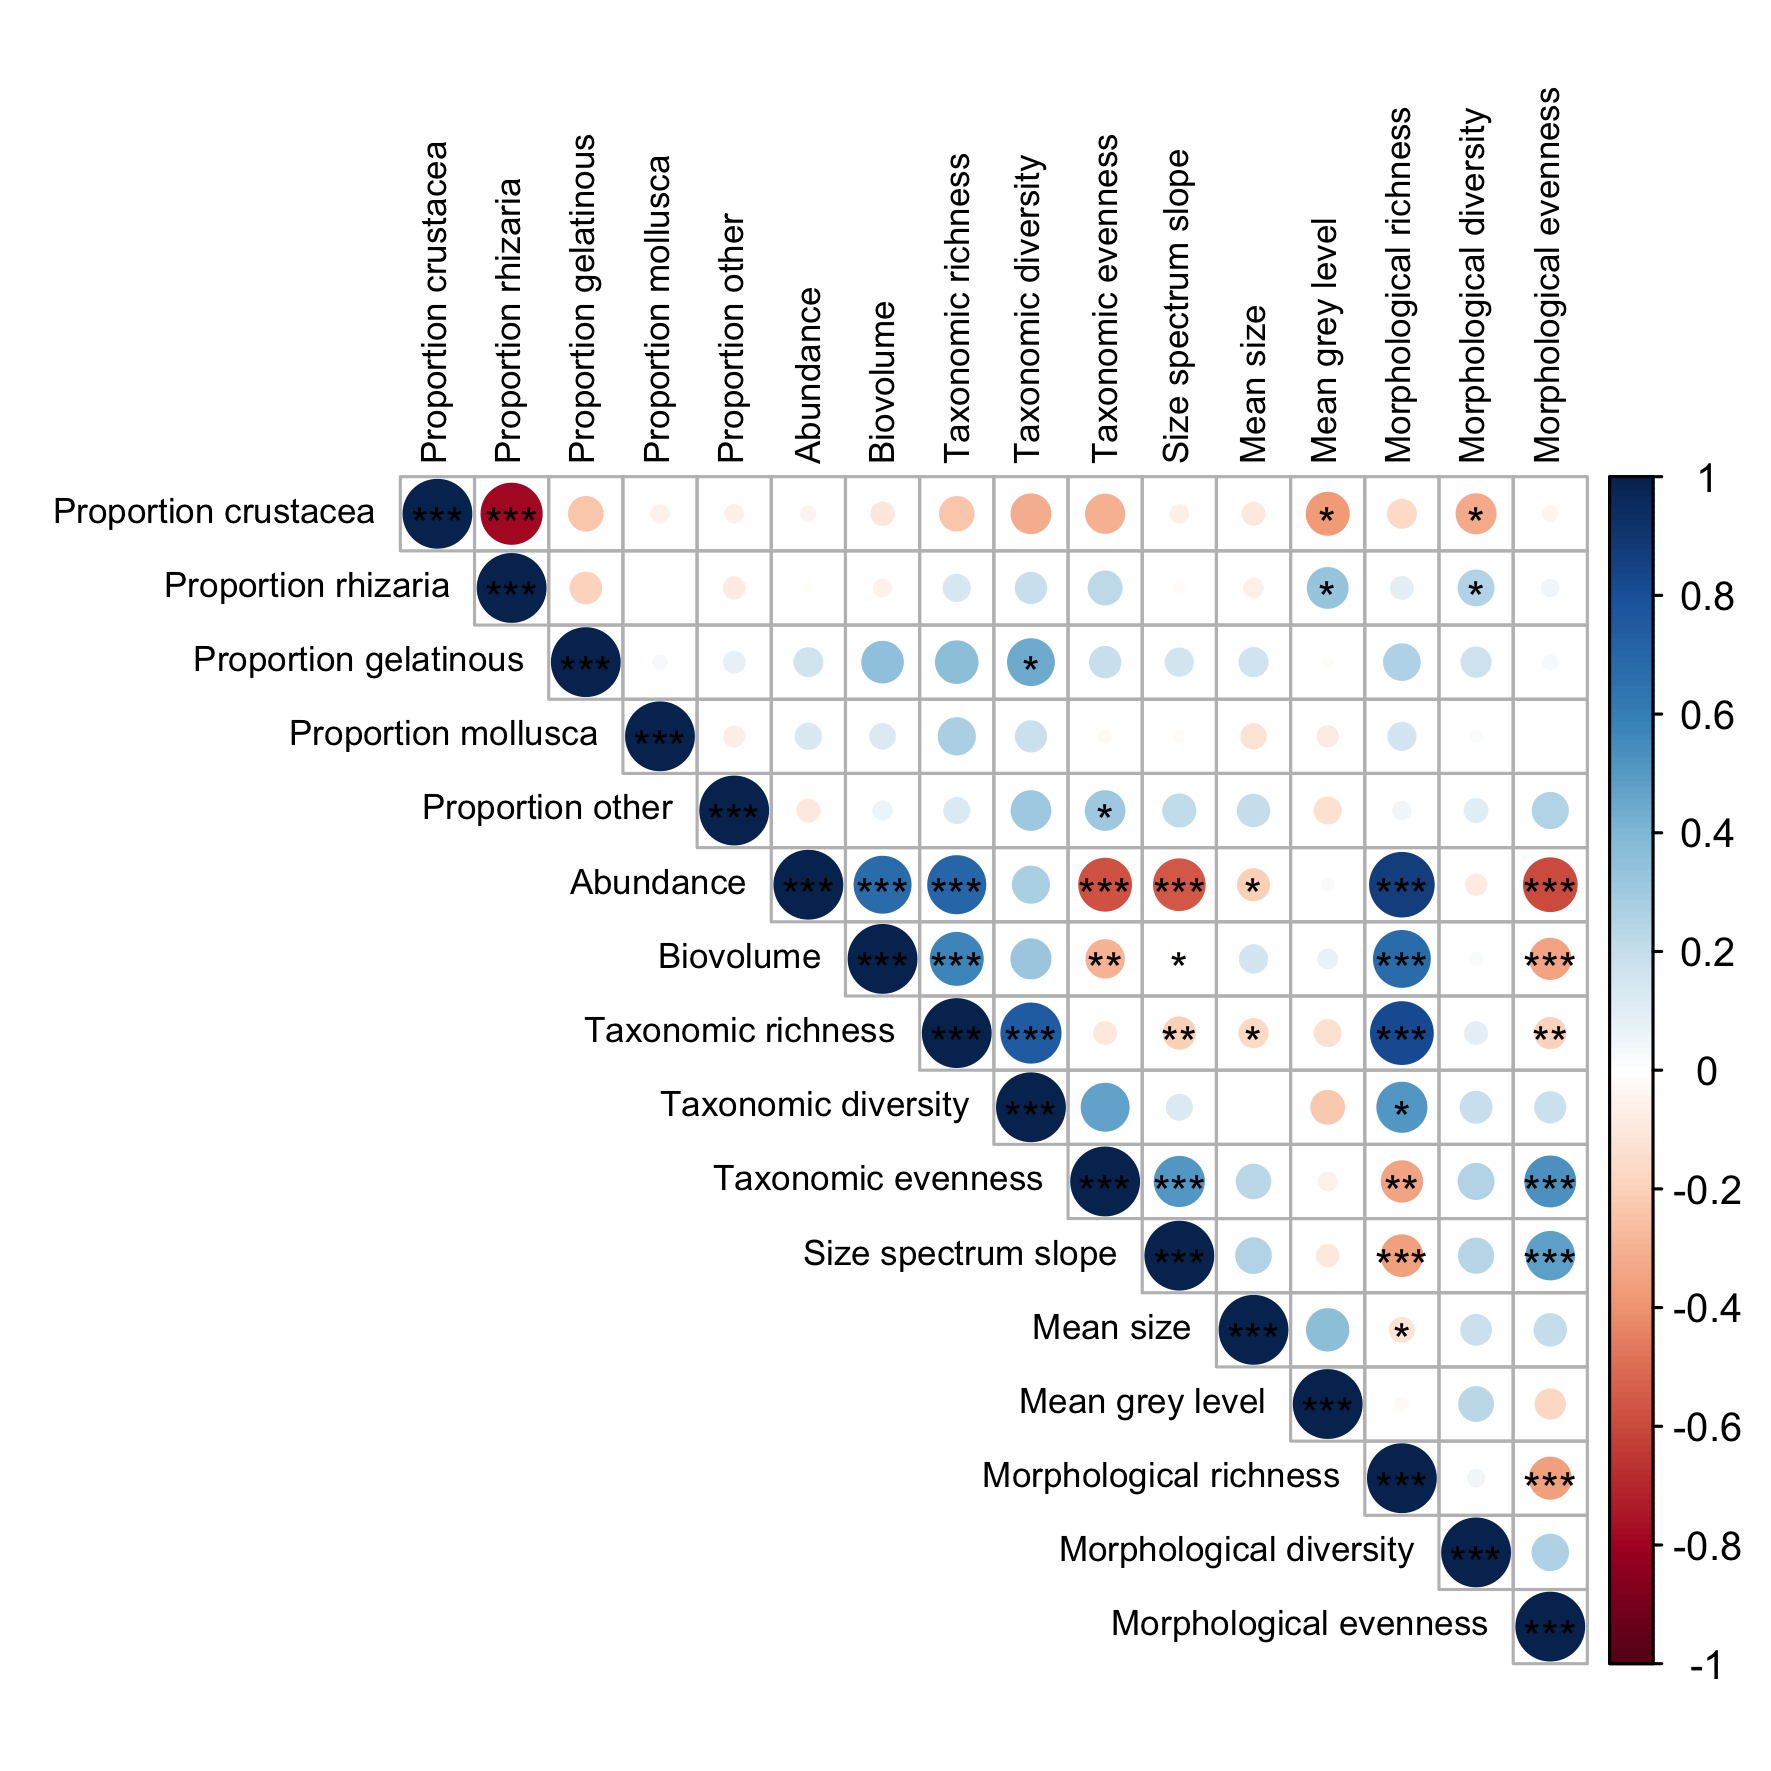 Proportion crustacea
Proportion rhizaria
Proportion gelatinous
Proportion mollusca
Proportion other
Abundance
Biovolume
Taxonomic richness
Taxonomic diversity
Taxonomic evenness
Size spectrum slope
Mean size
Mean grey level
Morphological richness
Morphological diversity
Morphological evenness
Proportion crustacea *** *** * *
Proportion rhizaria *** * *
Proportion gelatinous *** *
Proportion mollusca ***
Proportion other *** *
Abundance *** *** *** *** *** * *** ***
Biovolume *** *** ** * *** ***
Taxonomic richness *** *** ** * *** **
Taxonomic diversity *** *
Taxonomic evenness *** *** ** ***
Size spectrum slope *** *** ***
Mean size *** *
Mean grey level ***
Morphological richness *** ***
Morphological diversity ***
Morphological evenness ***
1
0.8
0.6
0.4
0.2
0
-0.2
-0.4
-0.6
-0.8
-1